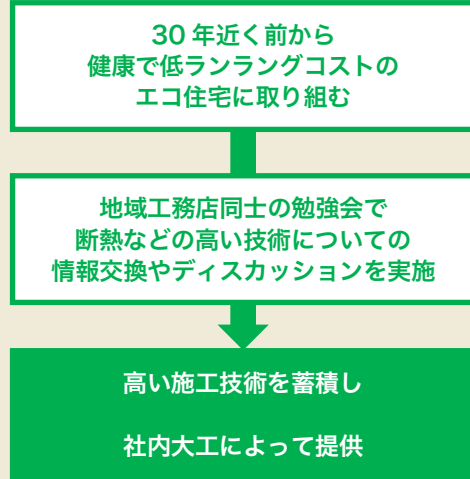 30 年近く前から
健康で低ランラングコストの
エコ住宅に取り組む
地域工務店同士の勉強会で
断熱などの高い技術についての
情報交換やディスカッションを実施
高い施工技術を蓄積し
社内大工によって提供